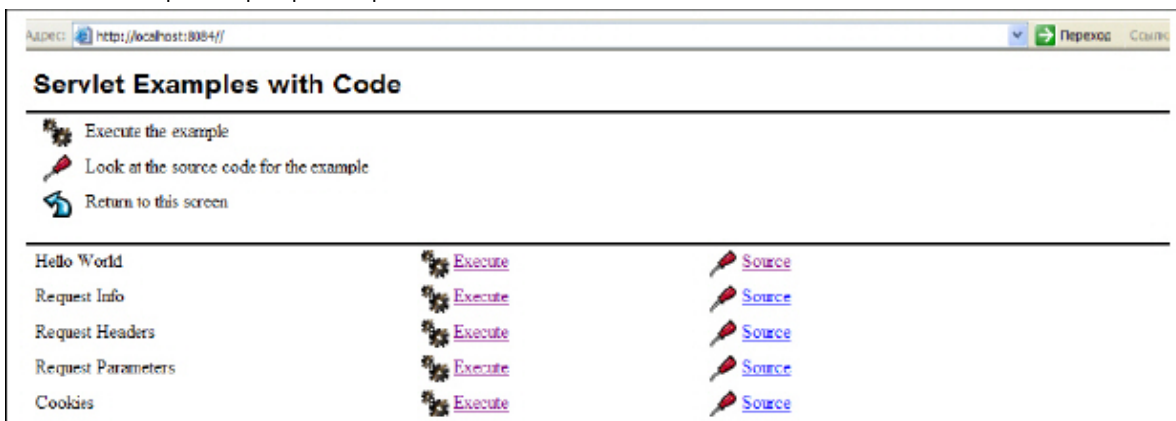 Адрес: http://localhost:8084// Переход Ссылк
Servlet Examples with Code
Execute the example
Look at the source code for the example
Return to this screen
Hello World Execute Source
Request Info Execute Source
Request Headers Execute Source
Request Parameters Execute Source
Cookies Execute Source